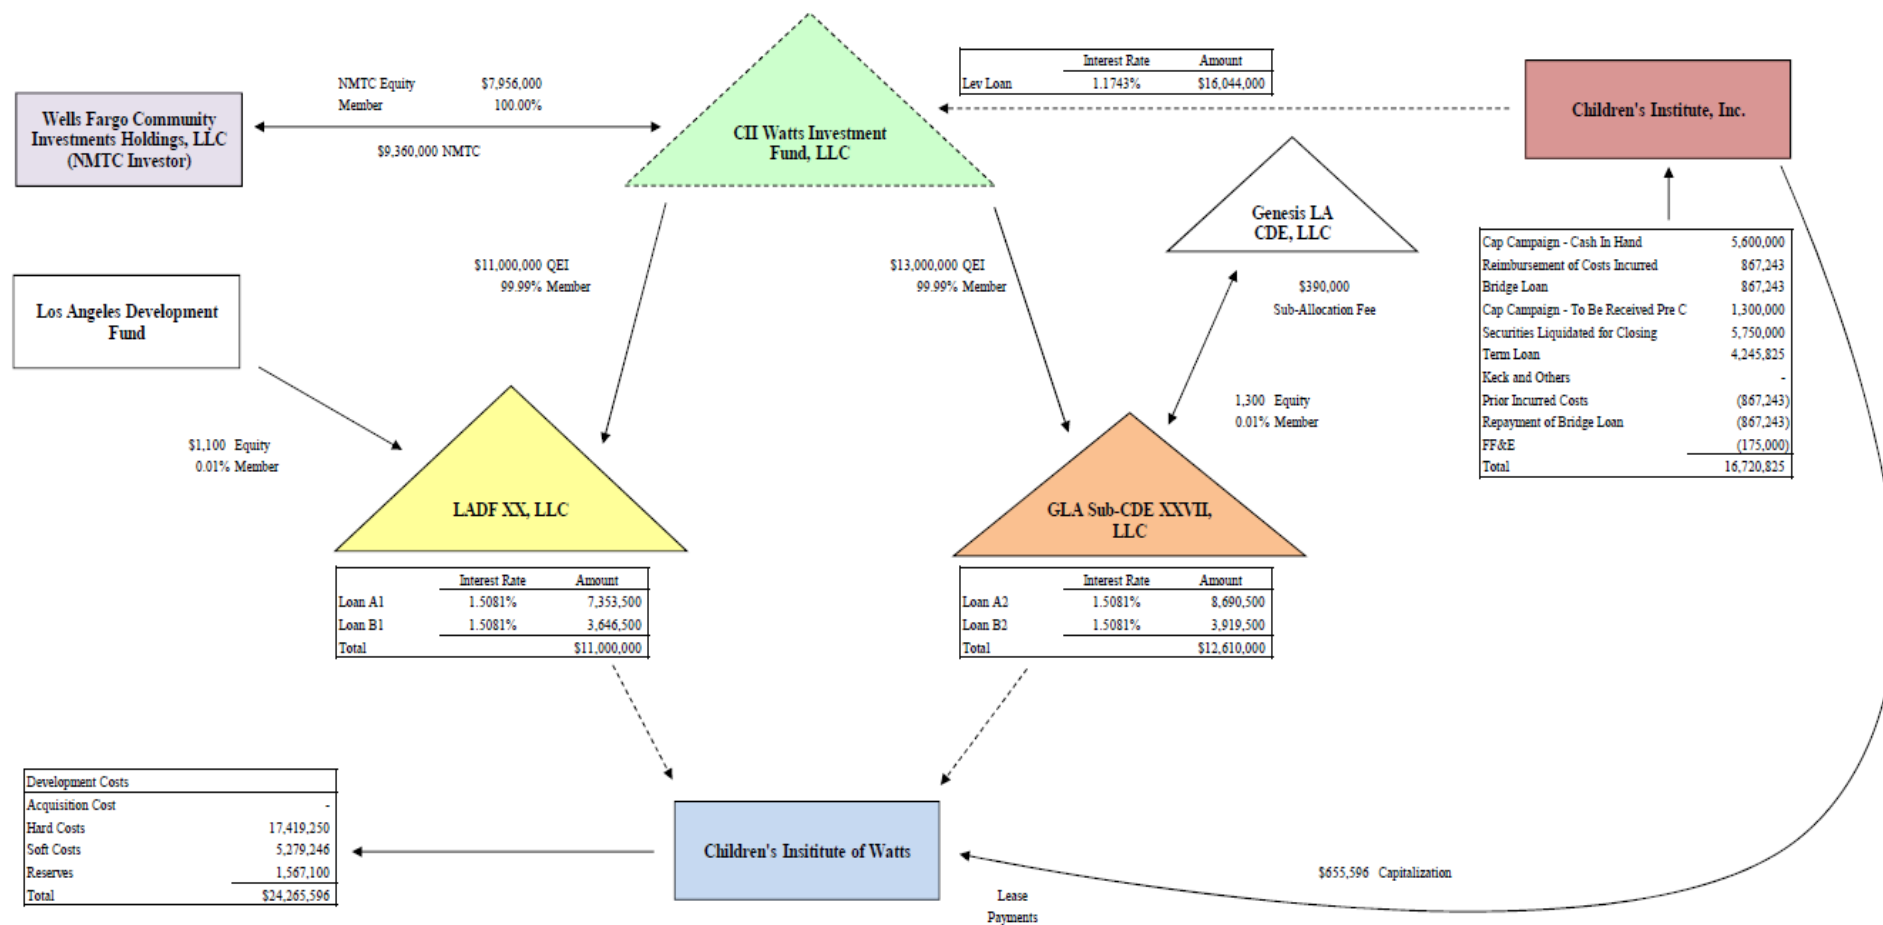 Wells Fargo Community
Investments Holdings, LLC
(NMTC Investor)
NMTC Equity $7,956,000
Member 100.00%
$9,360,000 NMTC
CII Watts Investment
Fund, LLC
Interest Rate Amount
Lev Loan 1.1743% $16,044,000
Children's Institute, Inc.
Genesis LA
CDE, LLC
$11,000,000 QEI
99.99% Member
$13,000,000 QEI
99.99% Member
$390,000
Sub-Allocation Fee
Cap Campaign - Cash In Hand 5,600,000
Reimbursement of Costs Incurred 867,243
Bridge Loan 867,243
Cap Campaign - To Be Received Pre C 1,300,000
Securities Liquidated for Closing 5,750,000
Term Loan 4,245,825
Keck and Others -
Prior Incurred Costs (867,243)
Repayment of Bridge Loan (867,243)
FF&E (175,000)
Total 16,720,825
Los Angeles Development
Fund
$1,100 Equity
0.01% Member
1,300 Equity
0.01% Member
LADF XX, LLC
GLA Sub-CDE XXVII,
LLC
Interest Rate Amount
Loan A1 1.5081% 7,353,500
Loan B1 1.5081% 3,646,500
Total $11,000,000
Interest Rate Amount
Loan A2 1.5081% 8,690,500
Loan B2 1.5081% 3,919,500
Total $12,610,000
Development Costs
Acquisition Cost -
Hard Costs 17,419,250
Soft Costs 5,279,246
Reserves 1,567,100
Total $24,265,596
Children's Insititute of Watts
$655,596 Capitalization
Lease
Payments